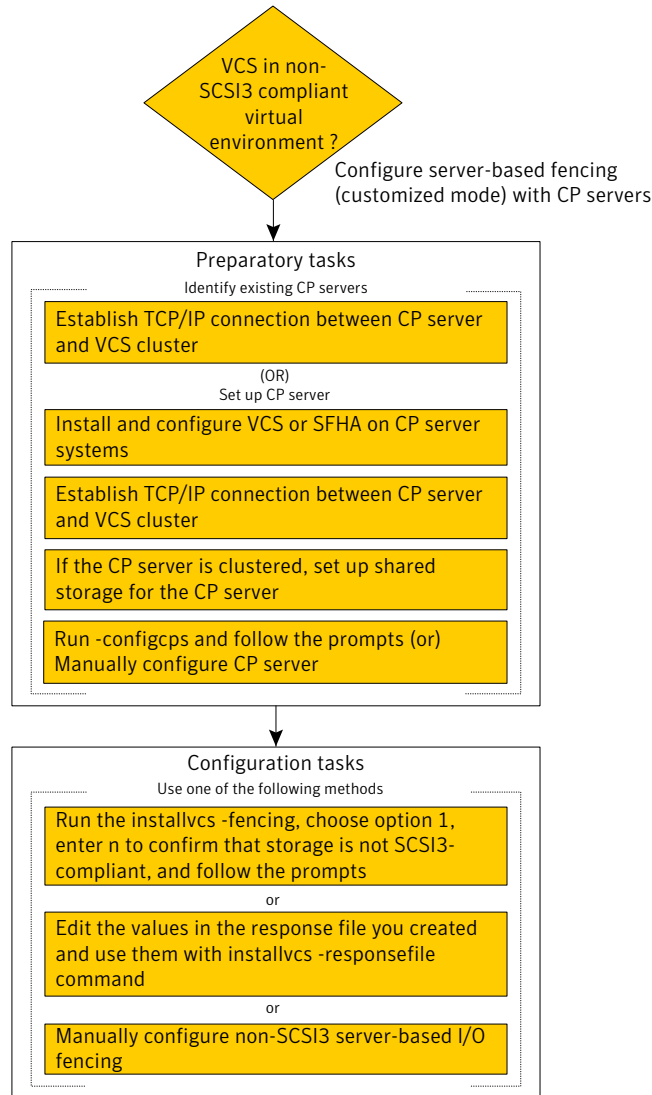 VCS in non-
SCSI3 compliant
virtual
environment ?
Configure server-based fencing
(customized mode) with CP servers
Preparatory tasks
Identify existing CP servers
Establish TCP/IP connection between CP server
and VCS cluster
(OR)
Set up CP server
Install and configure VCS or SFHA on CP server
systems
Establish TCP/IP connection between CP server
and VCS cluster
If the CP server is clustered, set up shared
storage for the CP server
Run -configcps and follow the prompts (or)
Manually configure CP server
Configuration tasks
Use one of the following methods
Run the installvcs -fencing, choose option 1,
enter n to confirm that storage is not SCSI3-
compliant, and follow the prompts
or
Edit the values in the response file you created
and use them with installvcs -responsefile
command
or
Manually configure non-SCSI3 server-based I/O
fencing